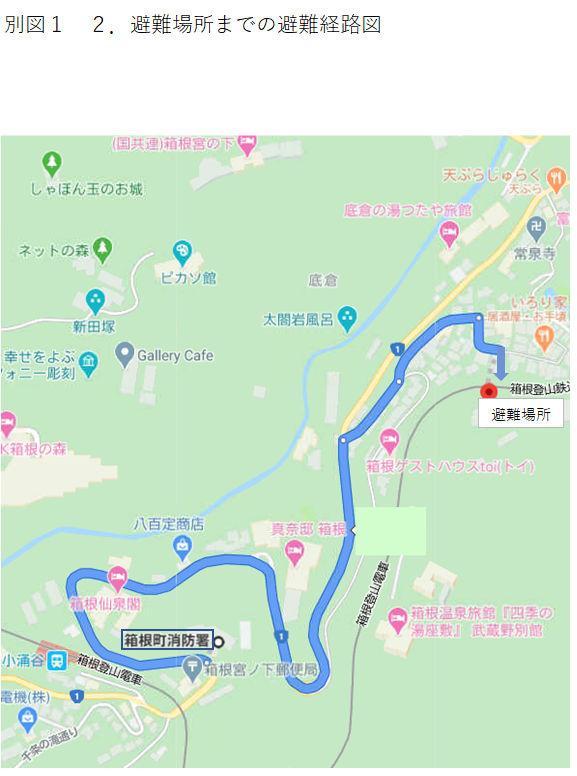 別図１　２．避難場所までの避難経路図
(国共連)箱根宮の下
しゃぼん玉のお城
天ぷらじゅらく
天ぷら
底倉の湯つたや旅館
富
常泉寺
ネットの森
ピカソ館
底倉
いろり家
居酒屋・お手頃
新田塚
太閤岩風呂
幸せをよぶ
フォニー彫刻
Gallery Cafe
1
箱根登山鉄道
避難場所
K箱根の森
箱根ゲストハウスtoi(トイ)
八百定商店
真奈邸 箱根
箱根登山電車
箱根仙泉閣
箱根温泉旅館『四季の
湯座敷』 武蔵野別館
1
箱根町消防署
小涌谷
箱根登山電車
箱根宮ノ下郵便局
電機(株)
1
千条の滝通り